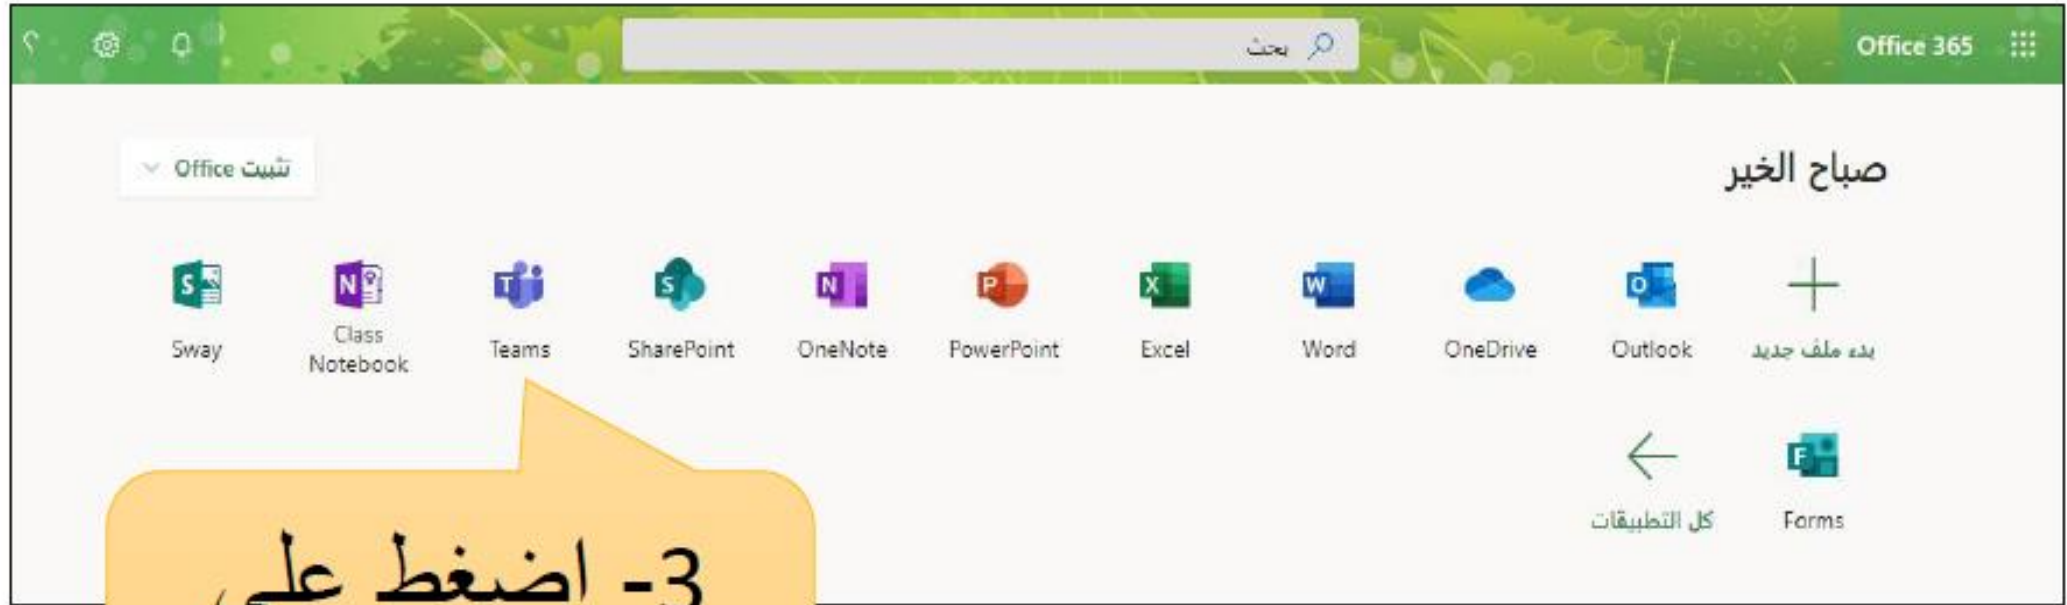 Office 365
بحث
؟
صباح الخير
تثبيت Office
بدء ملف جديد
Outlook
OneDrive
Word
Excel
PowerPoint
OneNote
SharePoint
Teams
Class
Notebook
Sway
Forms
كل التطبيقات
3- اضغط على